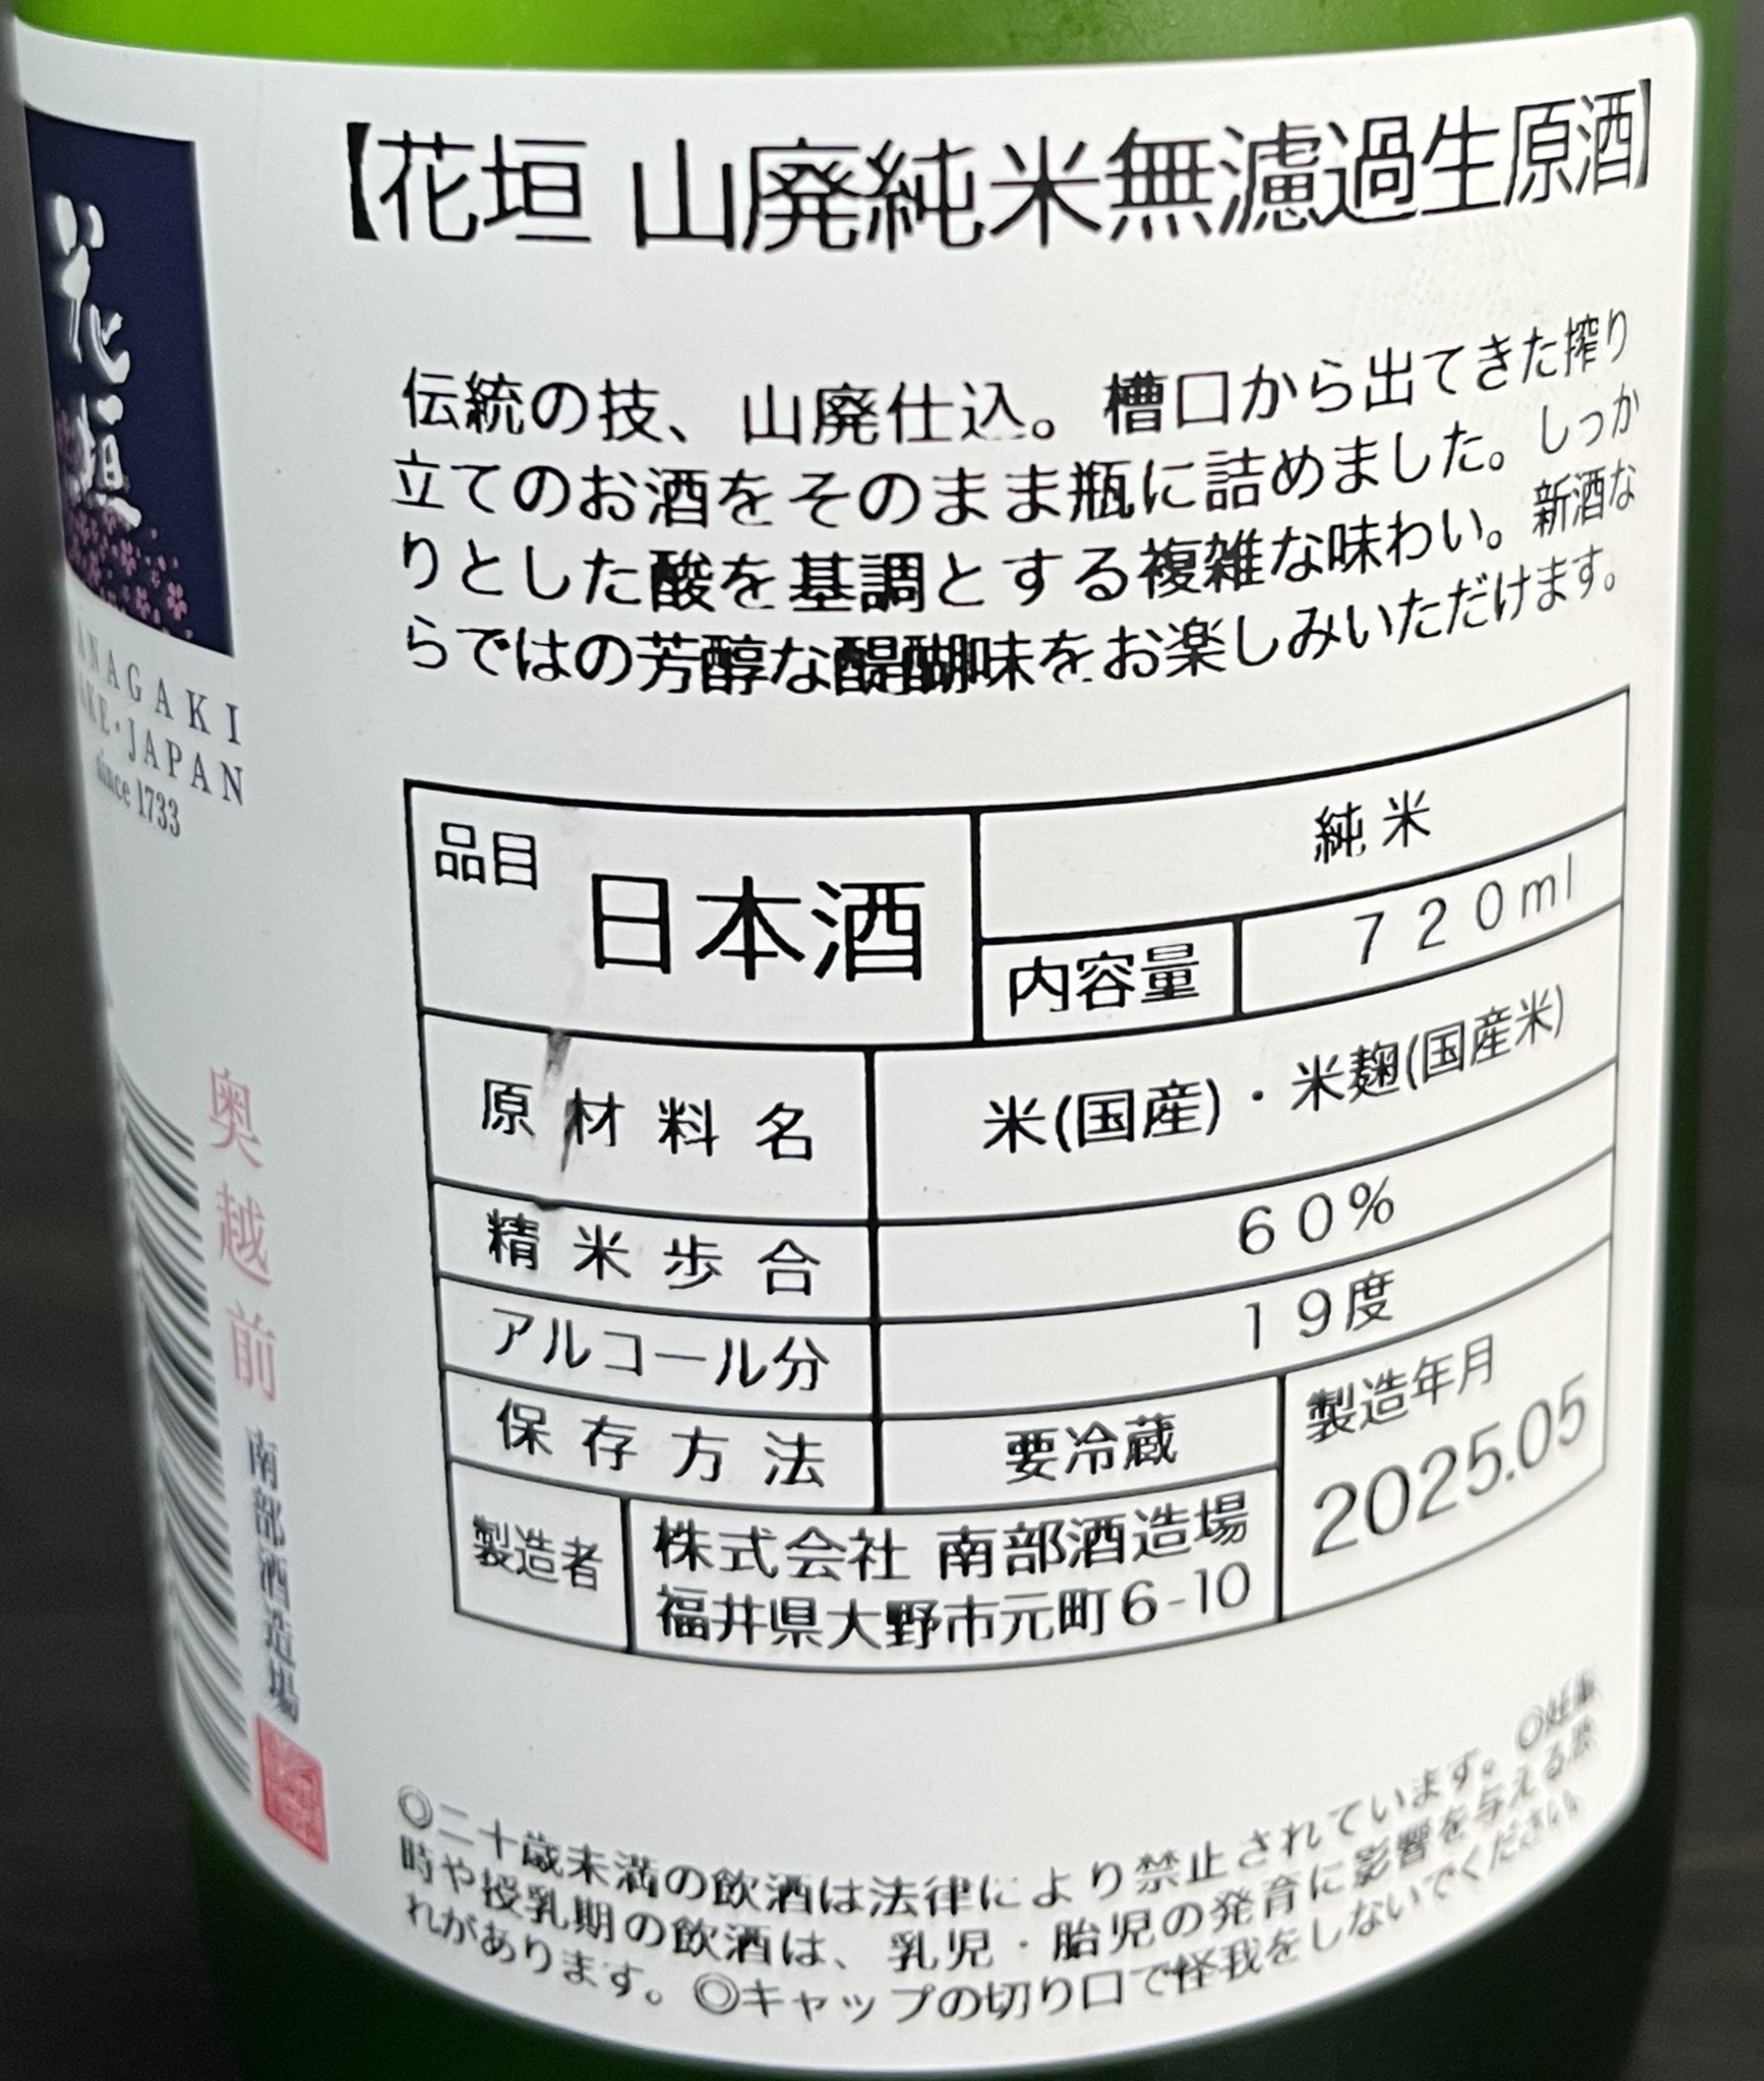 【花垣 山廃純米無濾過生原酒】
伝統の技、山廃仕込。槽口から出てきた搾り
立てのお酒をそのまま瓶に詰めました。しっか
りとした酸を基調とする複雑な味わい。新酒な
らではの芳醇な醍醐味をお楽しみいただけます。
品目 日本酒
純米
内容量 720ml
原材料名 米(国産)・米麹(国産米)
精米歩合 60%
アルコール分 19度
保存方法 要冷蔵
製造年月
2025.05
製造者
株式会社 南部酒造場
福井県大野市元町6-10
◎二十歳未満の飲酒は法律により禁止されています。◎妊娠
時や授乳期の飲酒は、乳児・胎児の発育に影響を与える恐
れがあります。◎キャップの切り口で怪我をしないでください
花垣
ANAGAKI
AKE・JAPAN
since 1733
奥越前
南部酒造場